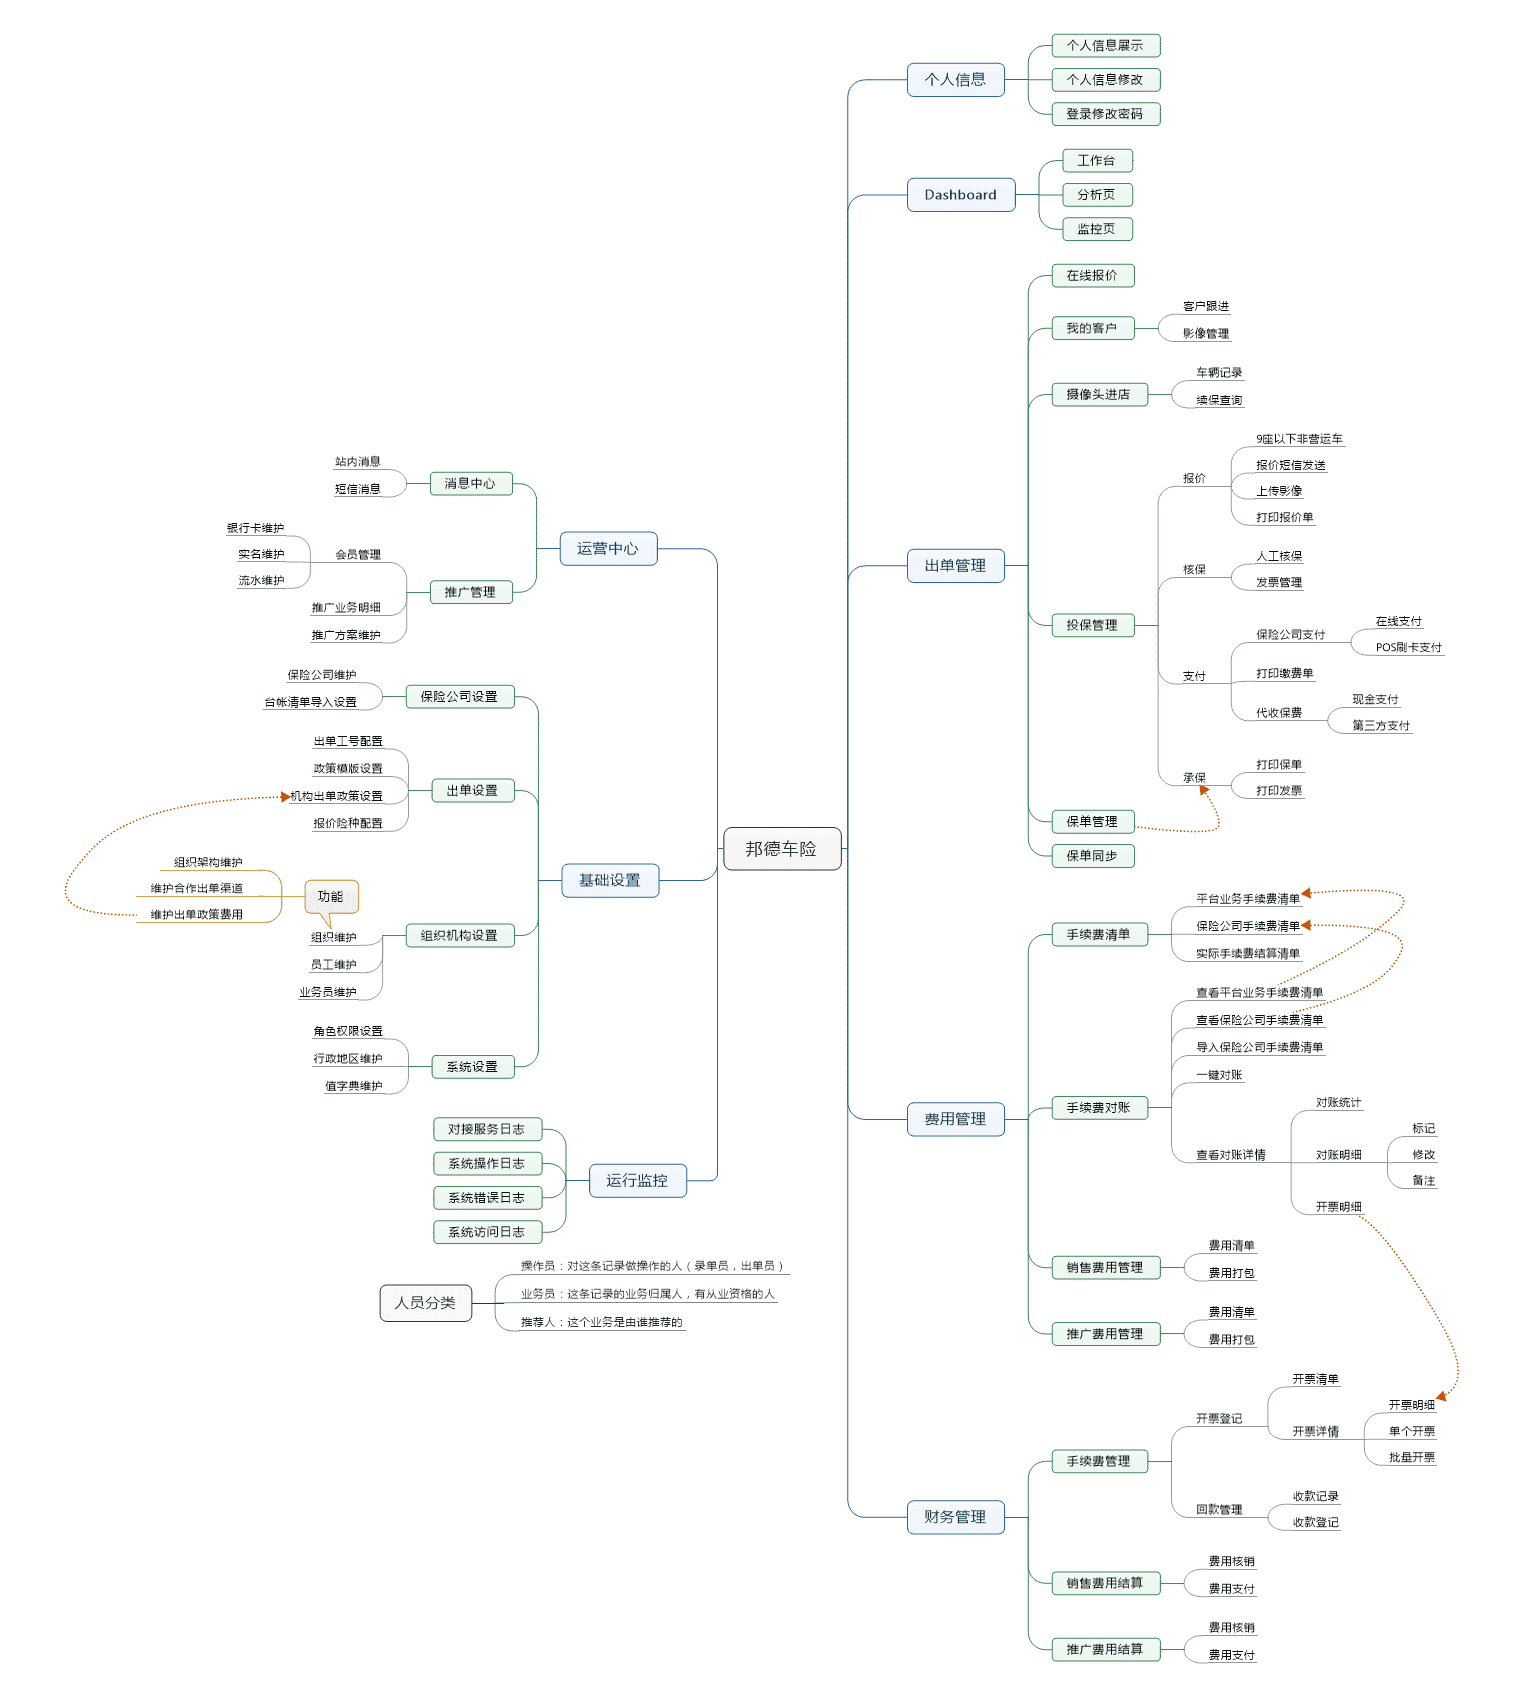 邦德车险
个人信息
个人信息展示
个人信息修改
登录修改密码
Dashboard
工作台
分析页
监控页
出单管理
在线报价
我的客户
客户跟进
影像管理
摄像头进店
车辆记录
续保查询
投保管理
报价
9座以下非营运车
报价短信发送
上传影像
打印报价单
核保
人工核保
发票管理
支付
保险公司支付
在线支付
POS刷卡支付
打印缴费单
代收保费
现金支付
第三方支付
承保
打印保单
打印发票
保单管理
保单同步
费用管理
手续费清单
平台业务手续费清单
保险公司手续费清单
实际手续费结算清单
手续费对账
查看平台业务手续费清单
查看保险公司手续费清单
导入保险公司手续费清单
一键对账
查看对账详情
对账统计
对账明细
标记
修改
备注
开票明细
销售费用管理
费用清单
费用打包
推广费用管理
费用清单
费用打包
财务管理
手续费管理
开票登记
开票清单
开票详情
开票明细
单个开票
批量开票
回款管理
收款记录
收款登记
销售费用结算
费用核销
费用支付
推广费用结算
费用核销
费用支付
运营中心
消息中心
站内消息
短信消息
推广管理
会员管理
银行卡维护
实名维护
流水维护
推广业务明细
推广方案维护
基础设置
保险公司设置
保险公司维护
台帐清单导入设置
出单设置
出单工号配置
政策模版设置
机构出单政策设置
报价险种配置
组织机构设置
功能
组织架构维护
维护合作出单渠道
维护出单政策费用
组织维护
员工维护
业务员维护
系统设置
角色权限设置
行政地区维护
值字典维护
运行监控
对接服务日志
系统操作日志
系统错误日志
系统访问日志
人员分类
操作员：对这条记录做操作的人（录单员，出单员）
业务员：这条记录的业务归属人，有从业资格的人
推荐人：这个业务是由谁推荐的